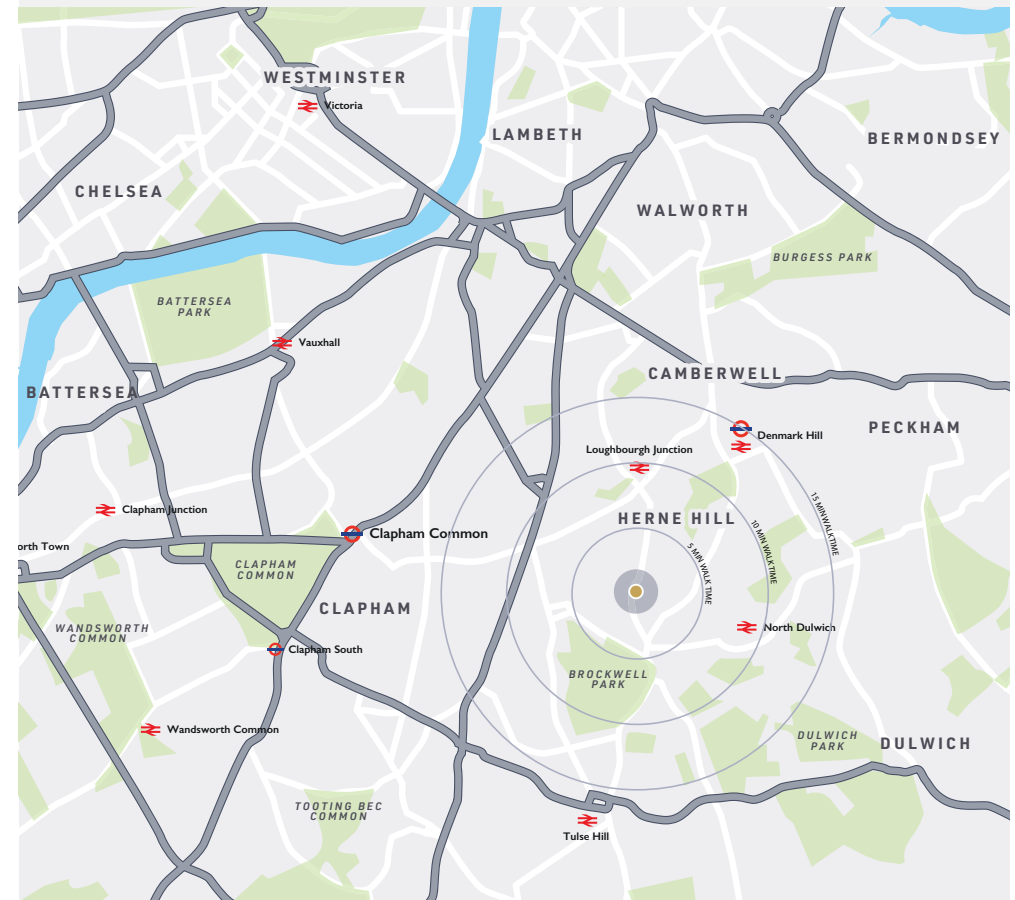 WESTMINSTER
Victoria
LAMBETH
BERMONDSEY
CHELSEA
WALWORTH
BURGESS PARK
BATTERSEA
PARK
Vauxhall
CAMBERWELL
BATTERSEA
PECKHAM
Denmark Hill
Loughbourgh Junction
Clapham Junction
HERNE HILL
15 MIN WALK TIME
10 MIN WALK TIME
5 MIN WALK TIME
Clapham Common
orth Town
CLAPHAM
COMMON
CLAPHAM
WANDSWORTH
COMMON
North Dulwich
Clapham South
BROCKWELL
PARK
Wandsworth Common
DULWICH
PARK
DULWICH
TOOTING BEC
COMMON
Tulse Hill